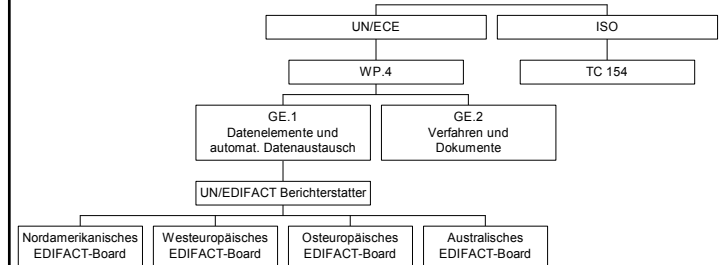 UN/ECE
ISO
WP.4
TC 154
GE.1
Datenelemente und
automat. Datenaustausch
GE.2
Verfahren und
Dokumente
UN/EDIFACT Berichterstatter
Nordamerikanisches
EDIFACT-Board
Westeuropäisches
EDIFACT-Board
Osteuropäisches
EDIFACT-Board
Australisches
EDIFACT-Board